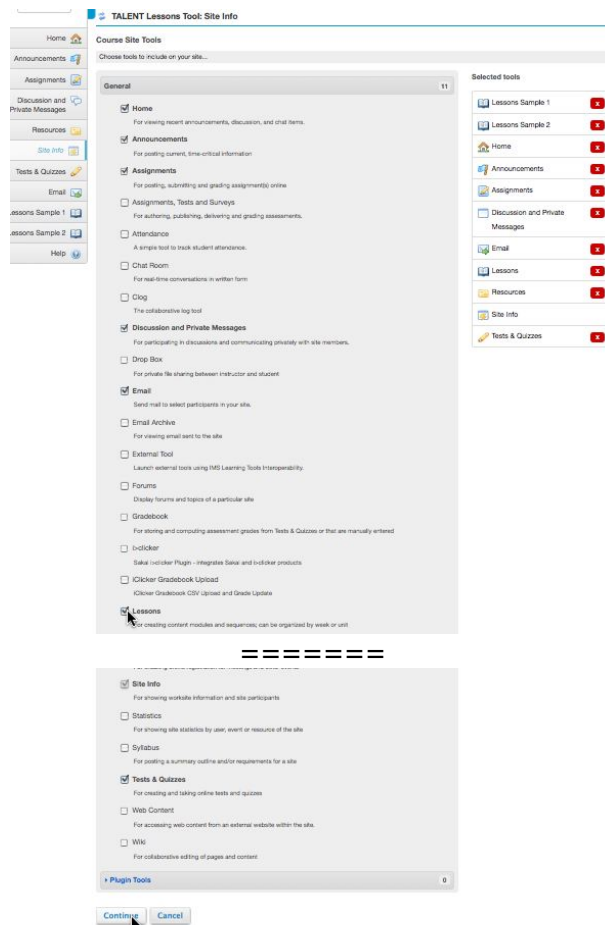 TALENT Lessons Tool: Site Info
Home
Announcements
Assignments
Discussion and
Private Messages
Resources
Site Info
Tests & Quizzes
Email
Lessons Sample 1
Lessons Sample 2
Help
Course Site Tools
Choose tools to include on your site...
General 11
Home
For viewing recent announcements, discussion, and chat items.
Announcements
For posting current, time-critical information
Assignments
For posting, submitting and grading assignment(s) online
Assignments, Tests and Surveys
For authoring, publishing, delivering and grading assessments.
Attendance
A simple tool to track student attendance.
Chat Room
For real-time conversations in written form
Clog
The collaborative log tool
Discussion and Private Messages
For participating in discussions and communicating privately with site members.
Drop Box
For private file sharing between instructor and student
Email
Send mail to select participants in your site.
Email Archive
For viewing email sent to the site
External Tool
Launch external tools using IMS Learning Tools Interoperability.
Forums
Display forums and topics of a particular site
Gradebook
For storing and computing assessment grades from Tests & Quizzes or that are manually entered
i>clicker
Sakai i>clicker Plugin - integrates Sakai and i>clicker products
iClicker Gradebook Upload
iClicker Gradebook CSV Upload and Grade Update
Lessons
For creating content modules and sequences; can be organized by week or unit
Selected tools
Lessons Sample 1 x
Lessons Sample 2 x
Home x
Announcements x
Assignments x
Discussion and Private x
Messages
Email x
Lessons x
Resources x
Site Info
Tests & Quizzes x
=======
Site Info
For showing worksite information and site participants
Statistics
For showing site statistics by user, event or resource of the site
Syllabus
For posting a summary outline and/or requirements for a site
Tests & Quizzes
For creating and taking online tests and quizzes
Web Content
For accessing web content from an external website within the site.
Wiki
For collaborative editing of pages and content
Plugin Tools 0
Continue Cancel